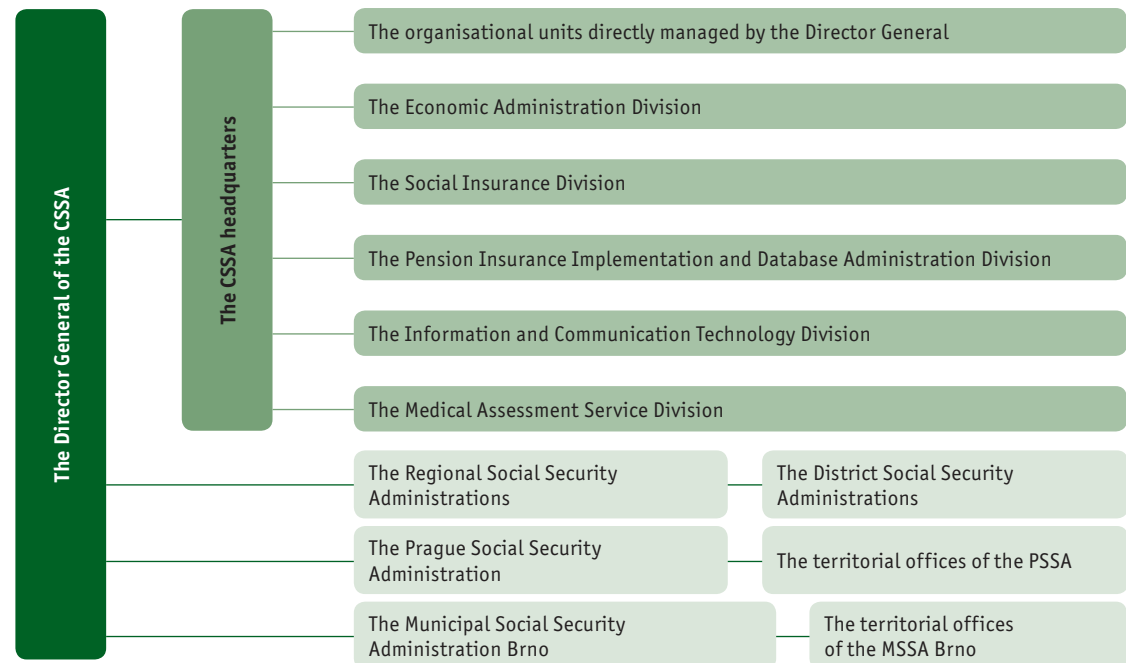 The Director General of the CSSA
The CSSA headquarters
The organisational units directly managed by the Director General
The Economic Administration Division
The Social Insurance Division
The Pension Insurance Implementation and Database Administration Division
The Information and Communication Technology Division
The Medical Assessment Service Division
The Regional Social Security
Administrations
The District Social Security
Administrations
The Prague Social Security
Administration
The territorial offices of the PSSA
The Municipal Social Security
Administration Brno
The territorial offices
of the MSSA Brno